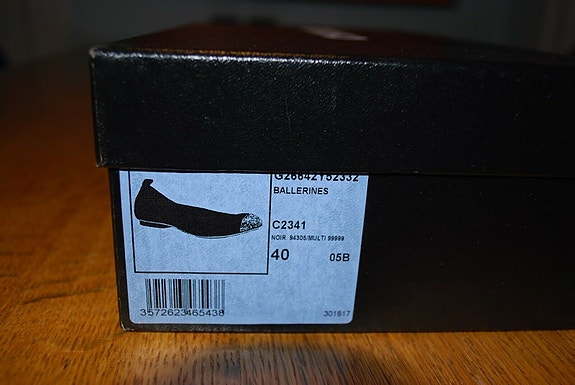 G26642Y52332
BALLERINES
C2341
NOIR 94305/MULTI 99999
40 05B
3572623465438
301617